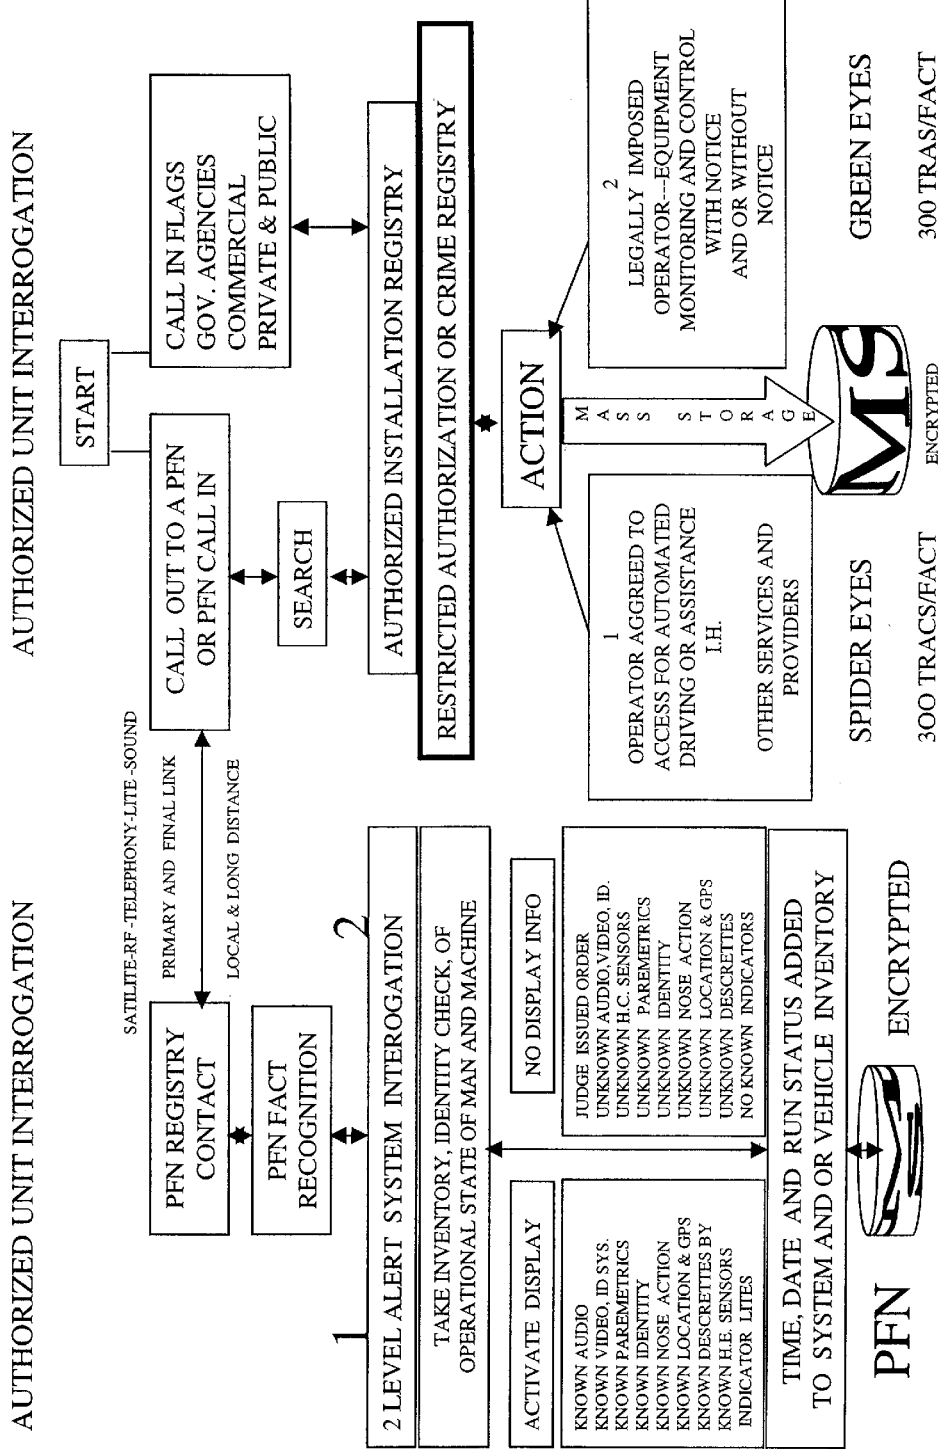 AUTHORIZED UNIT INTERROGATION
AUTHORIZED UNIT INTERROGATION
SATILITE-RF-TELEPHONY-LITE-SOUND
PRIMARY AND FINAL LINK
LOCAL & LONG DISTANCE
PFN REGISTRY
CONTACT
PFN FACT
RECOGNITION
1
2
2 LEVEL ALERT SYSTEM INTEROGATION
TAKE INVENTORY, IDENTITY CHECK, OF
OPERATIONAL STATE OF MAN AND MACHINE
ACTIVATE DISPLAY
KNOWN AUDIO
KNOWN VIDEO, ID SYS.
KNOWN PAREMETRICS
KNOWN IDENTITY
KNOWN NOSE ACTION
KNOWN LOCATION & GPS
KNOWN DESCRETTES BY
KNOWN H.E. SENSORS
INDICATOR LITES
NO DISPLAY INFO
JUDGE ISSUED ORDER
UNKNOWN AUDIO,VIDEO, ID.
UNKNOWN H.C. SENSORS
UNKNOWN PAREMETRICS
UNKNOWN IDENTITY
UNKNOWN NOSE ACTION
UNKNOWN LOCATION & GPS
UNKNOWN DESCRETTES
NO KNOWN INDICATORS
TIME, DATE AND RUN STATUS ADDED
TO SYSTEM AND OR VEHICLE INVENTORY
PFN
MS
ENCRYPTED
START
CALL OUT TO A PFN
OR PFN CALL IN
CALL IN FLAGS
GOV. AGENCIES
COMMERCIAL
PRIVATE & PUBLIC
SEARCH
AUTHORIZED INSTALLATION REGISTRY
RESTRICTED AUTHORIZATION OR CRIME REGISTRY
ACTION
1
OPERATOR AGGREED TO
ACCESS FOR AUTOMATED
DRIVING OR ASSISTANCE
I.H.
OTHER SERVICES AND
PROVIDERS
MASS STORAGE
2
LEGALLY IMPOSED
OPERATOR---EQUIPMENT
MONITORING AND CONTROL
WITH NOTICE
AND OR WITHOUT
NOTICE
SPIDER EYES
300 TRACS/FACT
MS
ENCRYPTED
GREEN EYES
300 TRAS/FACT